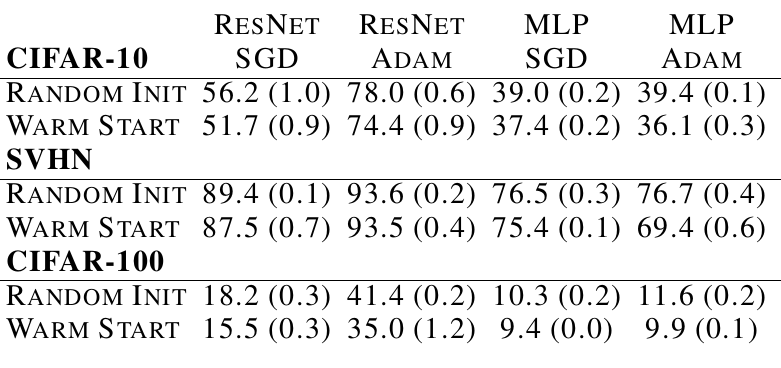 RESNET RESNET MLP MLP
CIFAR-10 SGD ADAM SGD ADAM
RANDOM INIT 56.2 (1.0) 78.0 (0.6) 39.0 (0.2) 39.4 (0.1)
WARM START 51.7 (0.9) 74.4 (0.9) 37.4 (0.2) 36.1 (0.3)
SVHN
RANDOM INIT 89.4 (0.1) 93.6 (0.2) 76.5 (0.3) 76.7 (0.4)
WARM START 87.5 (0.7) 93.5 (0.4) 75.4 (0.1) 69.4 (0.6)
CIFAR-100
RANDOM INIT 18.2 (0.3) 41.4 (0.2) 10.3 (0.2) 11.6 (0.2)
WARM START 15.5 (0.3) 35.0 (1.2) 9.4 (0.0) 9.9 (0.1)